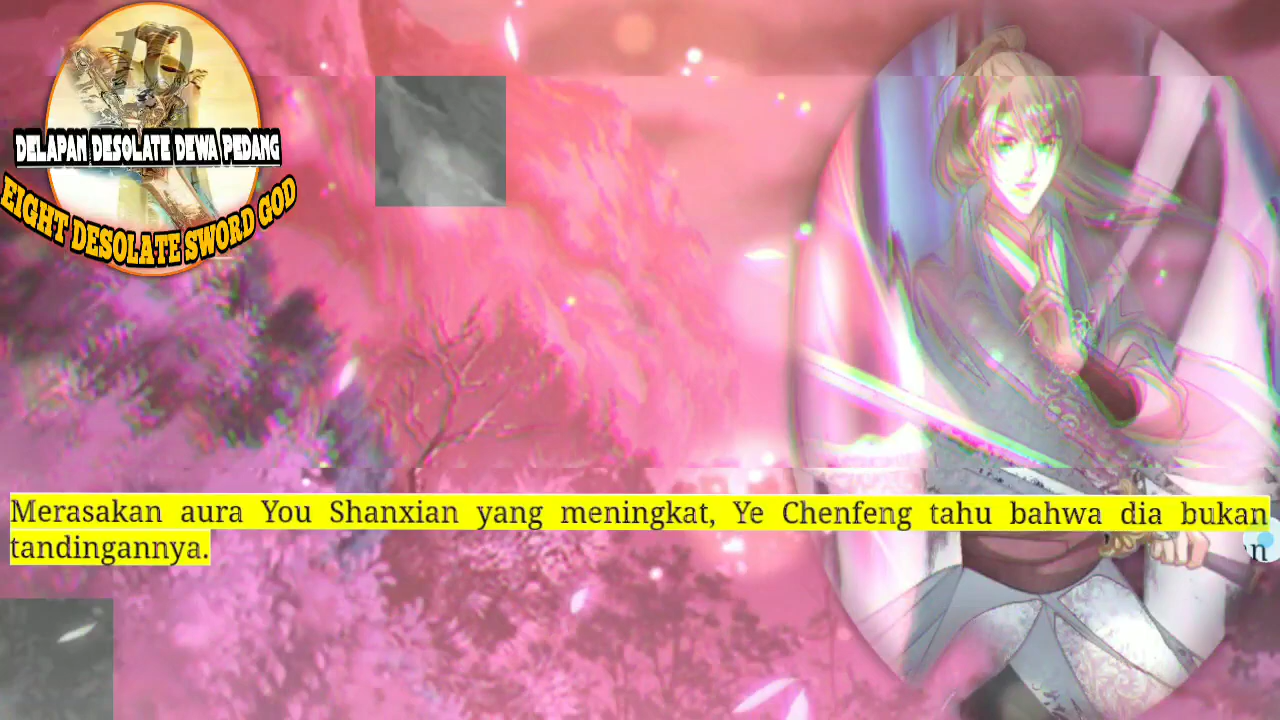 DELAPAN DESOLATE DEWA PEDANG
EIGHT DESOLATE SWORD GOD
Merasakan aura You Shanxian yang meningkat, Ye Chenfeng tahu bahwa dia bukan
tandingannya.